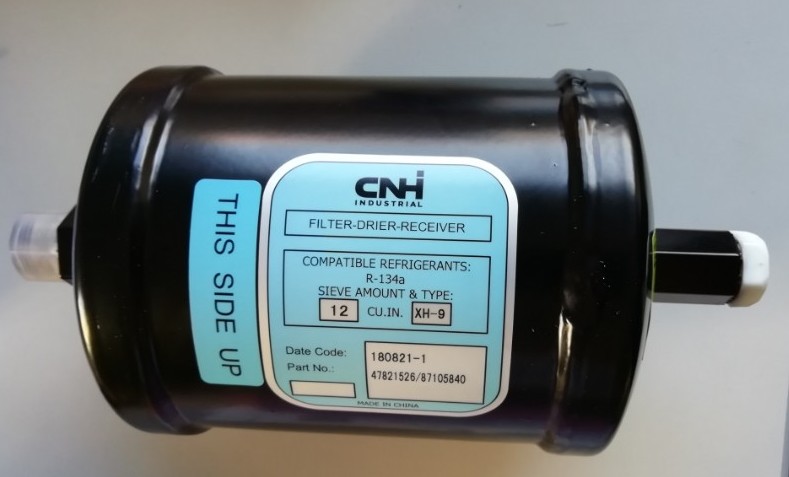 CNH
INDUSTRIAL
FILTER-DRIER-RECEIVER
COMPATIBLE REFRIGERANTS:
R-134a
SIEVE AMOUNT & TYPE:
12 CU.IN. XH-9
Date Code: 180821-1
Part No.: 47821526/87105840
MADE IN CHINA
THIS SIDE UP